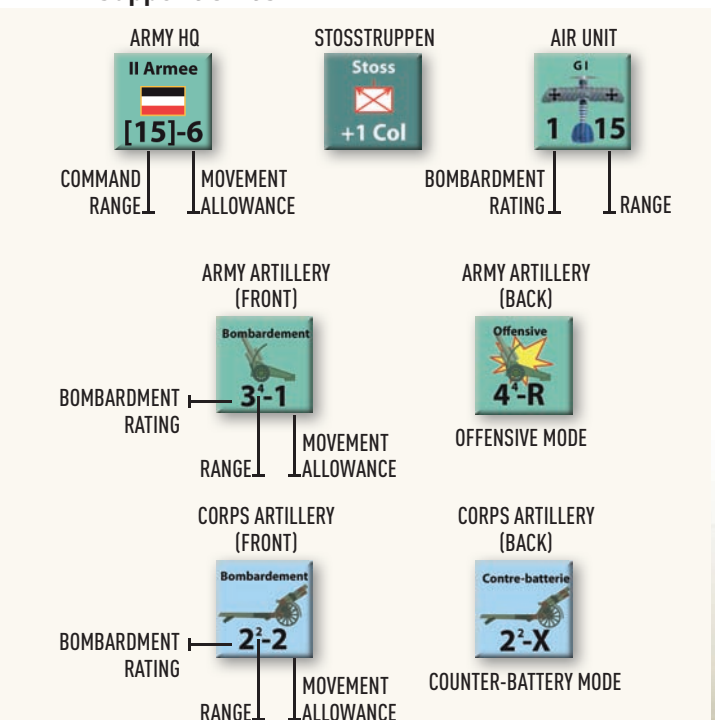 ARMY HQ
STOSSTRUPPEN
AIR UNIT
II Armee
[15]-6
Stoss
+1 Col
G I
1 15
COMMAND
RANGE
MOVEMENT
ALLOWANCE
BOMBARDMENT
RATING
RANGE
ARMY ARTILLERY
(FRONT)
ARMY ARTILLERY
(BACK)
Bombardement
3⁴-1
Offensive
4⁴-R
BOMBARDMENT
RATING
RANGE
MOVEMENT
ALLOWANCE
OFFENSIVE MODE
CORPS ARTILLERY
(FRONT)
CORPS ARTILLERY
(BACK)
Bombardement
2²-2
Contre-batterie
2²-X
BOMBARDMENT
RATING
RANGE
MOVEMENT
ALLOWANCE
COUNTER-BATTERY MODE